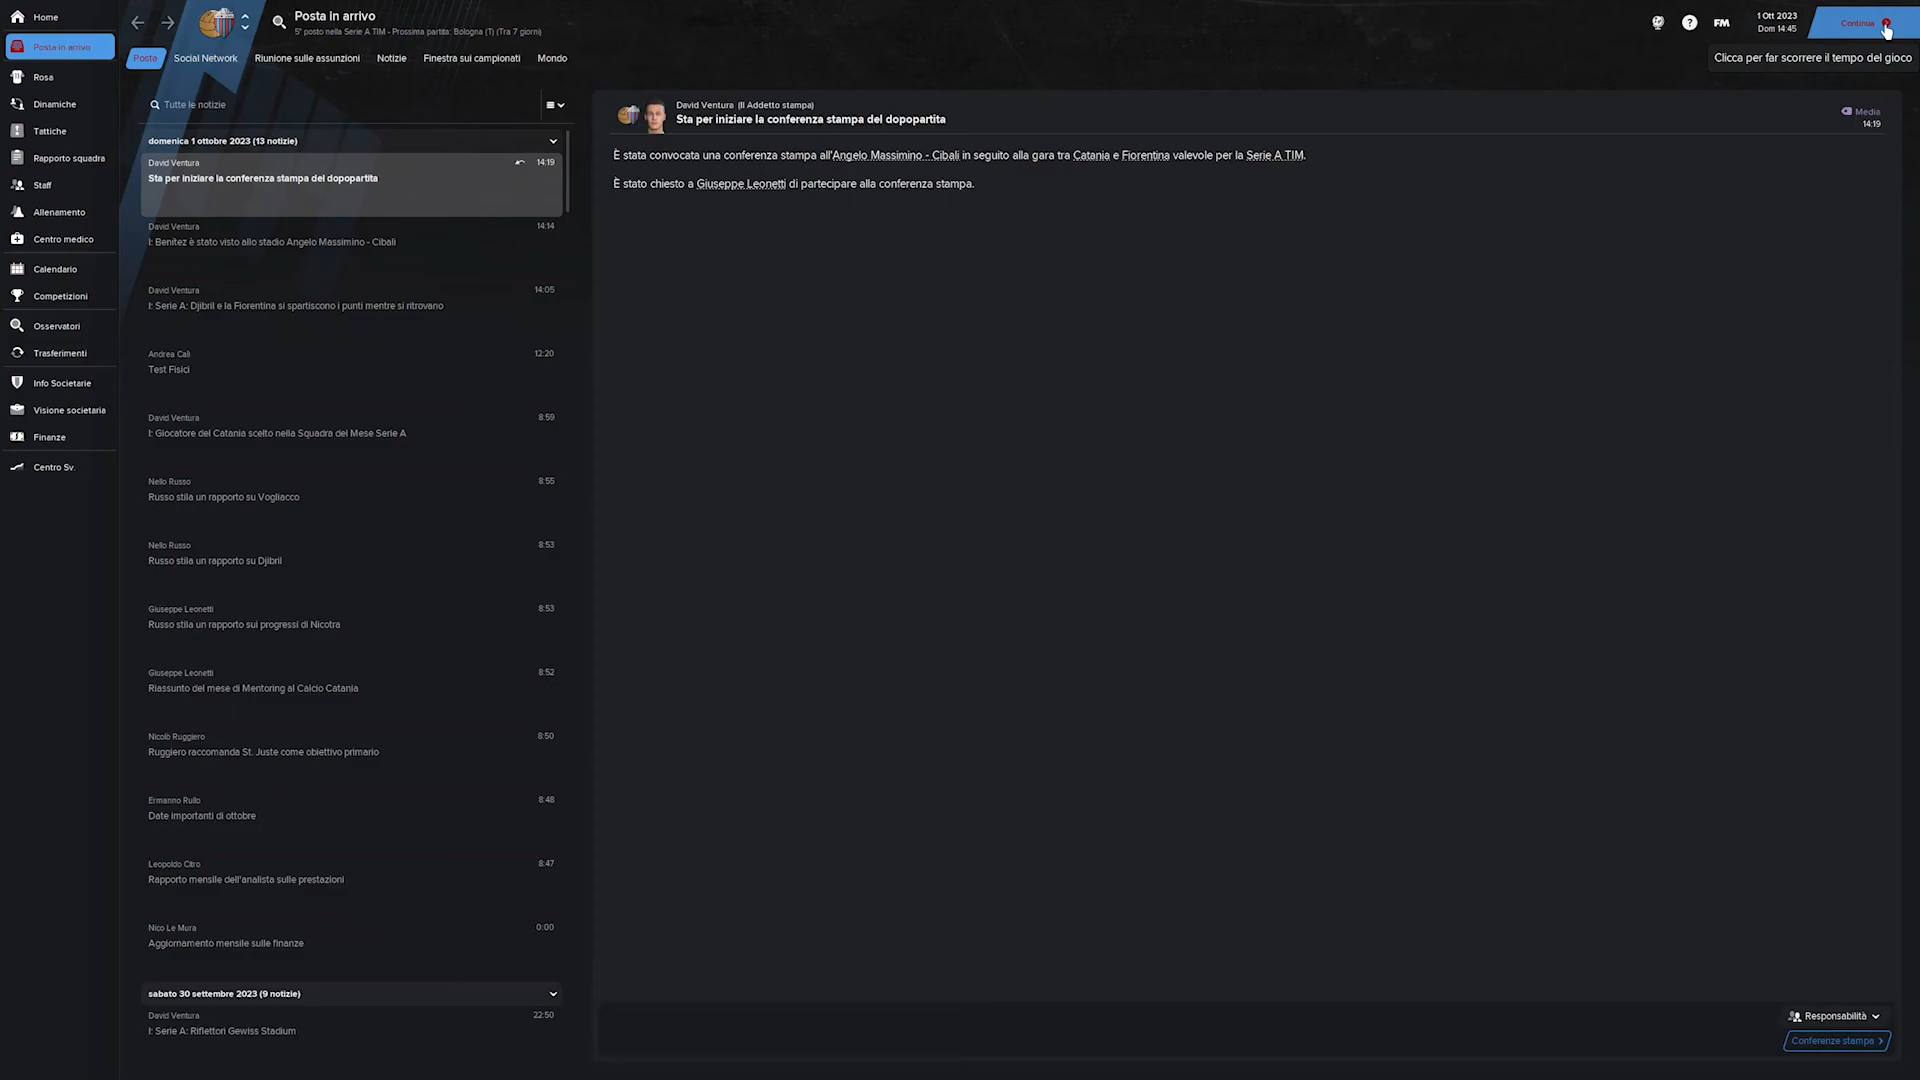 Home
Posta in arrivo
Rosa
Dinamiche
Tattiche
Rapporto squadra
Staff
Allenamento
Centro medico
Calendario
Competizioni
Osservatori
Trasferimenti
Info Societarie
Visione societaria
Finanze
Centro Sv.
Posta in arrivo
5° posto nella Serie A TIM - Prossima partita: Bologna (T) (Tra 7 giorni)
FM
1 Ott 2023
Dom 14:45
Continua
Clicca per far scorrere il tempo del gioco
Posta Social Network Riunione sulle assunzioni Notizie Finestra sui campionati Mondo
Tutte le notizie
domenica 1 ottobre 2023 (13 notizie)
David Ventura 14:19
Sta per iniziare la conferenza stampa del dopopartita
David Ventura 14:14
I: Benítez è stato visto allo stadio Angelo Massimino - Cibali
David Ventura 14:05
I: Serie A: Djibril e la Fiorentina si spartiscono i punti mentre si ritrovano
Andrea Calì 12:20
Test Fisici
David Ventura 8:59
I: Giocatore del Catania scelto nella Squadra del Mese Serie A
Nello Russo 8:55
Russo stila un rapporto su Vogliacco
Nello Russo 8:53
Russo stila un rapporto su Djibril
Giuseppe Leonetti 8:53
Russo stila un rapporto sui progressi di Nicotra
Giuseppe Leonetti 8:52
Riassunto del mese di Mentoring al Calcio Catania
Nicolò Ruggiero 8:50
Ruggiero raccomanda St. Juste come obiettivo primario
Ermanno Rullo 8:48
Date importanti di ottobre
Leopoldo Citro 8:47
Rapporto mensile dell'analista sulle prestazioni
Nico Le Mura 0:00
Aggiornamento mensile sulle finanze
sabato 30 settembre 2023 (9 notizie)
David Ventura 22:50
I: Serie A: Riflettori Gewiss Stadium
David Ventura (Il Addetto stampa)
Sta per iniziare la conferenza stampa del dopopartita
Media
14:19
È stata convocata una conferenza stampa all'Angelo Massimino - Cibali in seguito alla gara tra Catania e Fiorentina valevole per la Serie A TIM.
È stato chiesto a Giuseppe Leonetti di partecipare alla conferenza stampa.
Responsabilità
Conferenze stampa